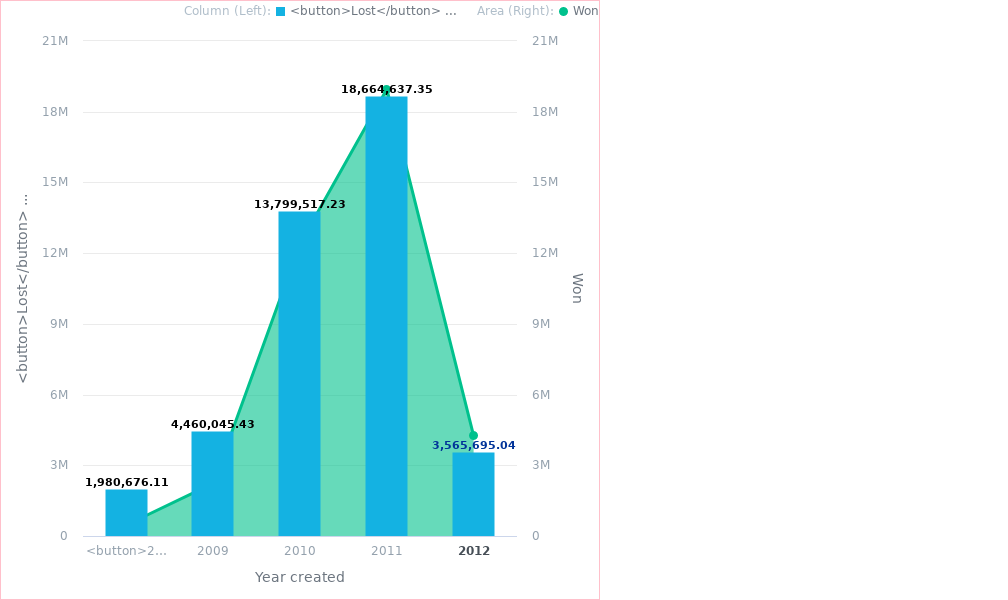 Column (Left): <button>Lost</button> ... Area (Right): Won
21M 21M
18,664,637.35
18M 18M
13,799,517.23
15M 15M
12M 12M
<button>Lost</button> ...
Won
9M 9M
6M 6M
4,460,045.43
3,565,695.04
3M 3M
1,980,676.11
0 0
<button>2... 2009 2010 2011 2012
Year created